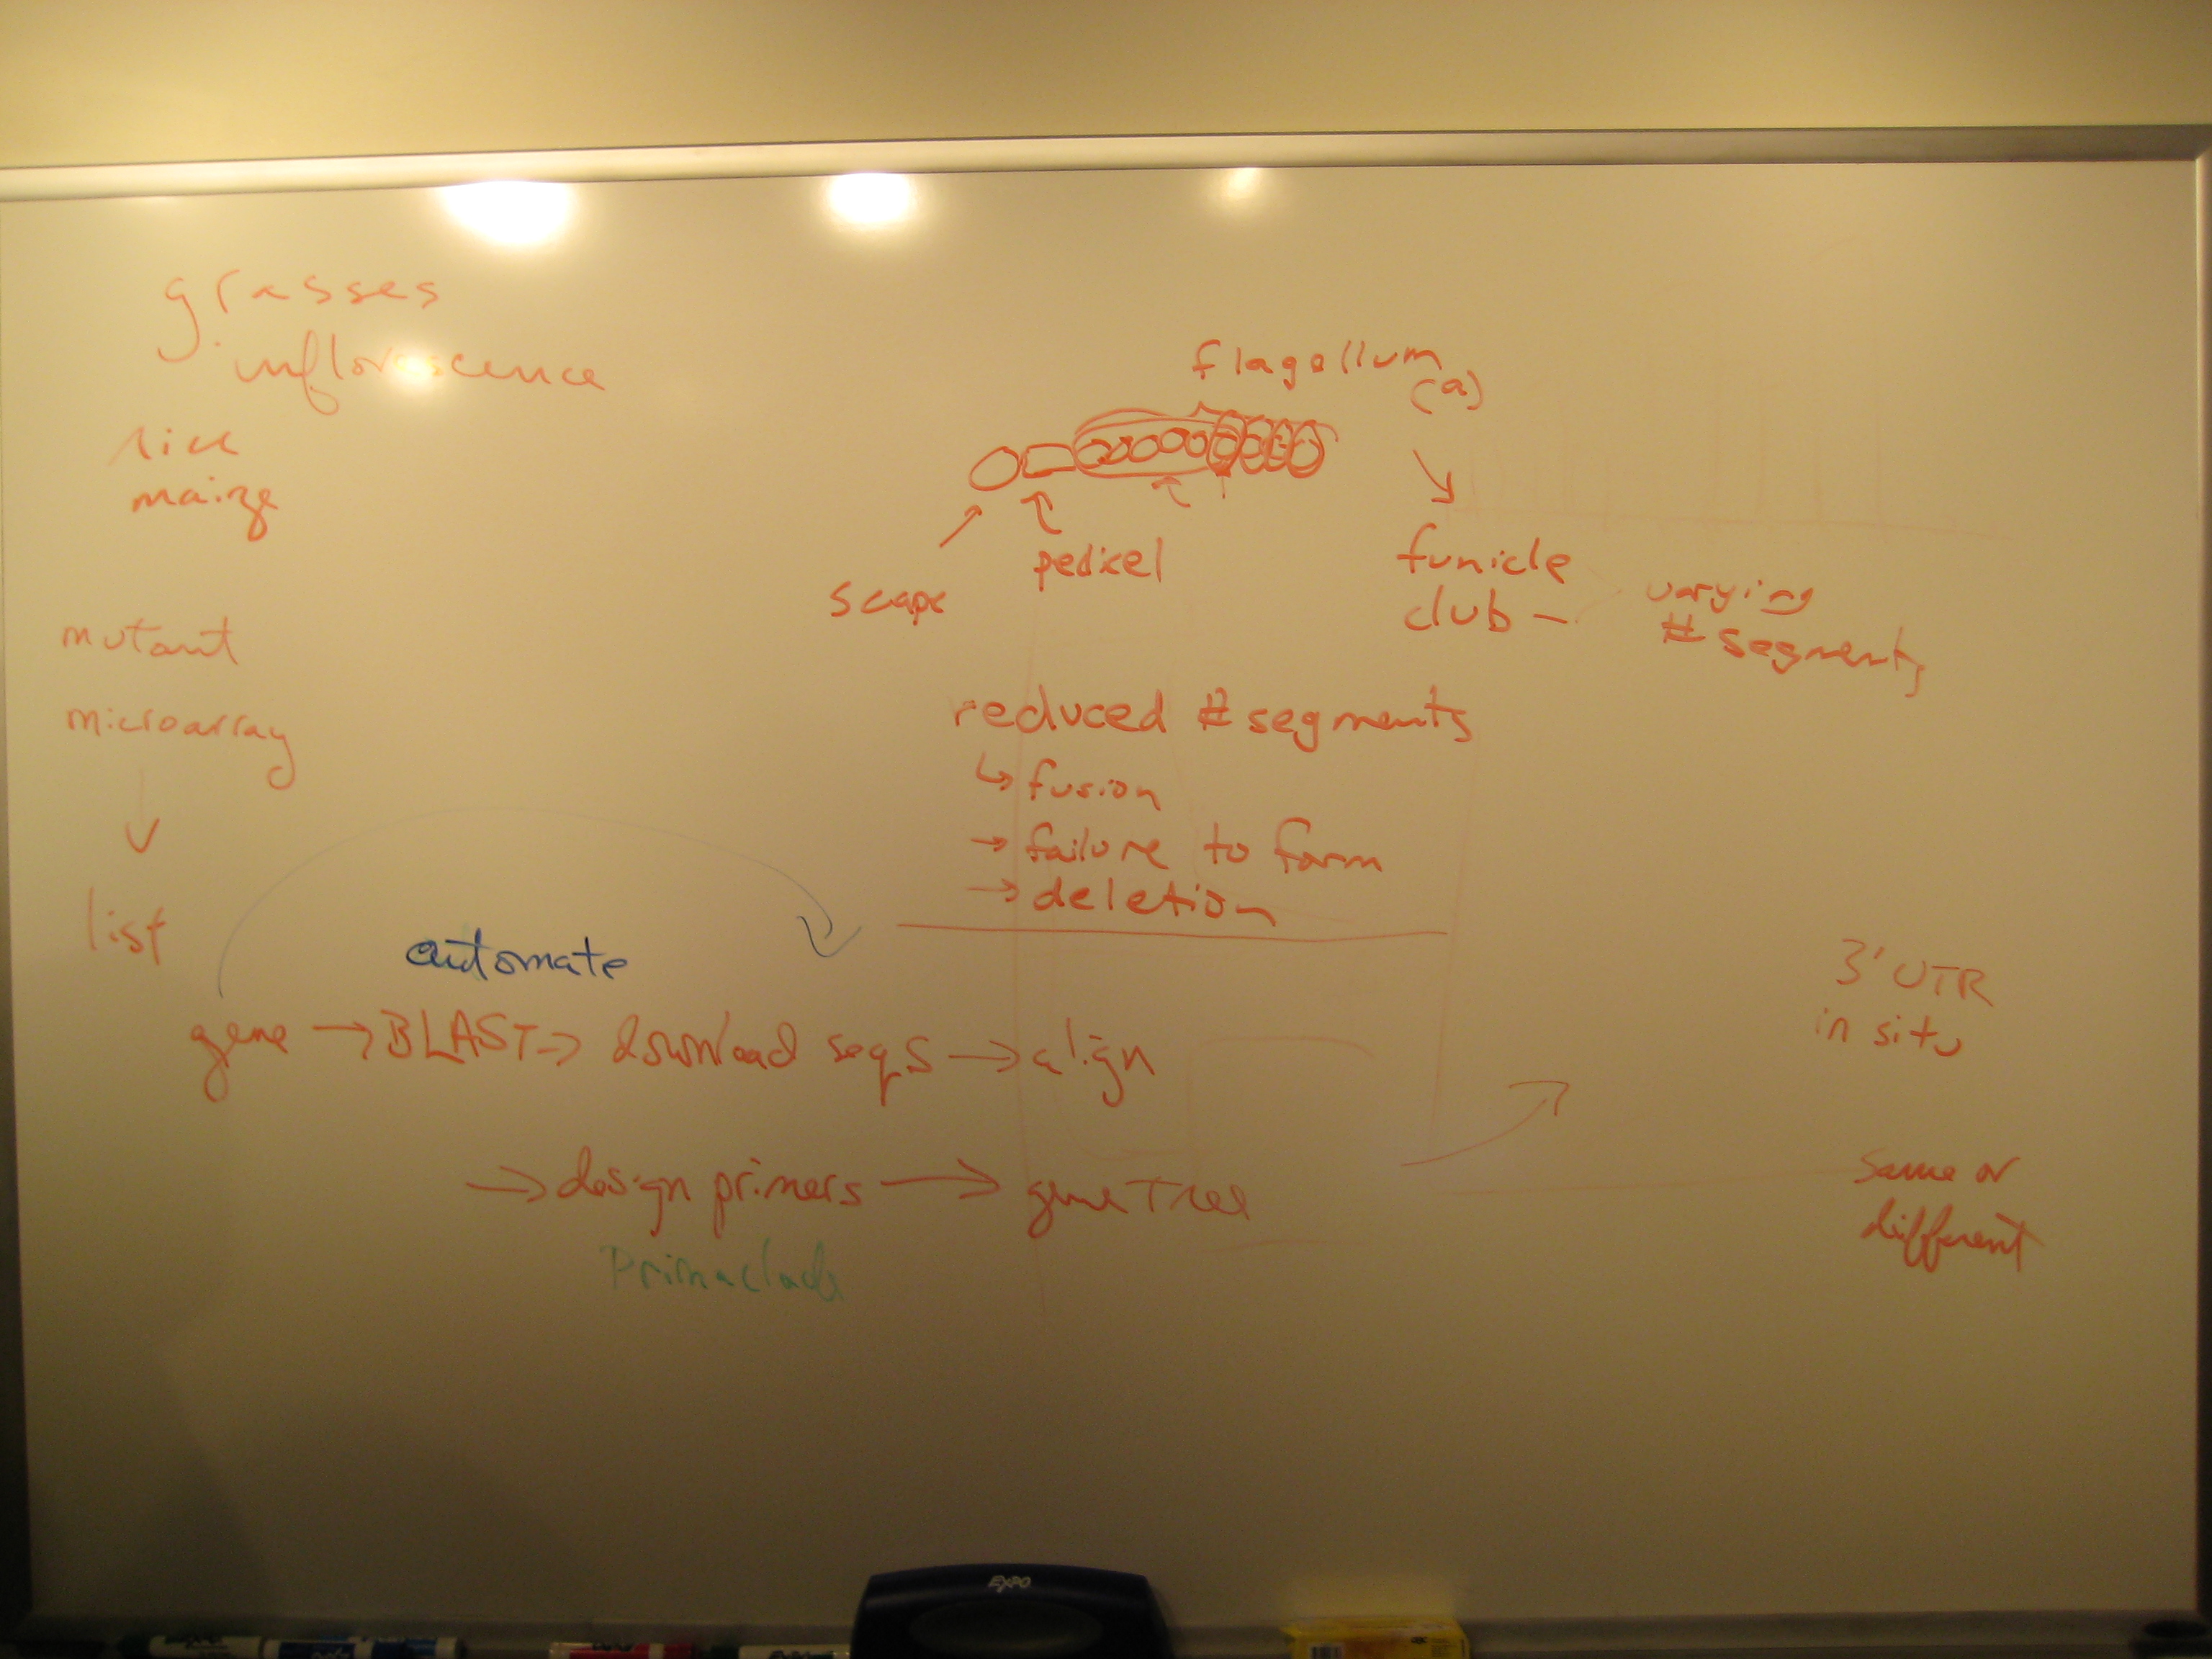 grasses
inflorescence
rice
maize
mutant
microarray
list
flagellum
(a)
scape
pedicel
funicle
club –
varying
# segments
reduced # segments
↳ fusion
→ failure to form
→ deletion
automate
gene → BLAST → download seqs → align
→ design primers → gene Tree
Primaclade
3' UTR
in situ
same or
different
EXPO